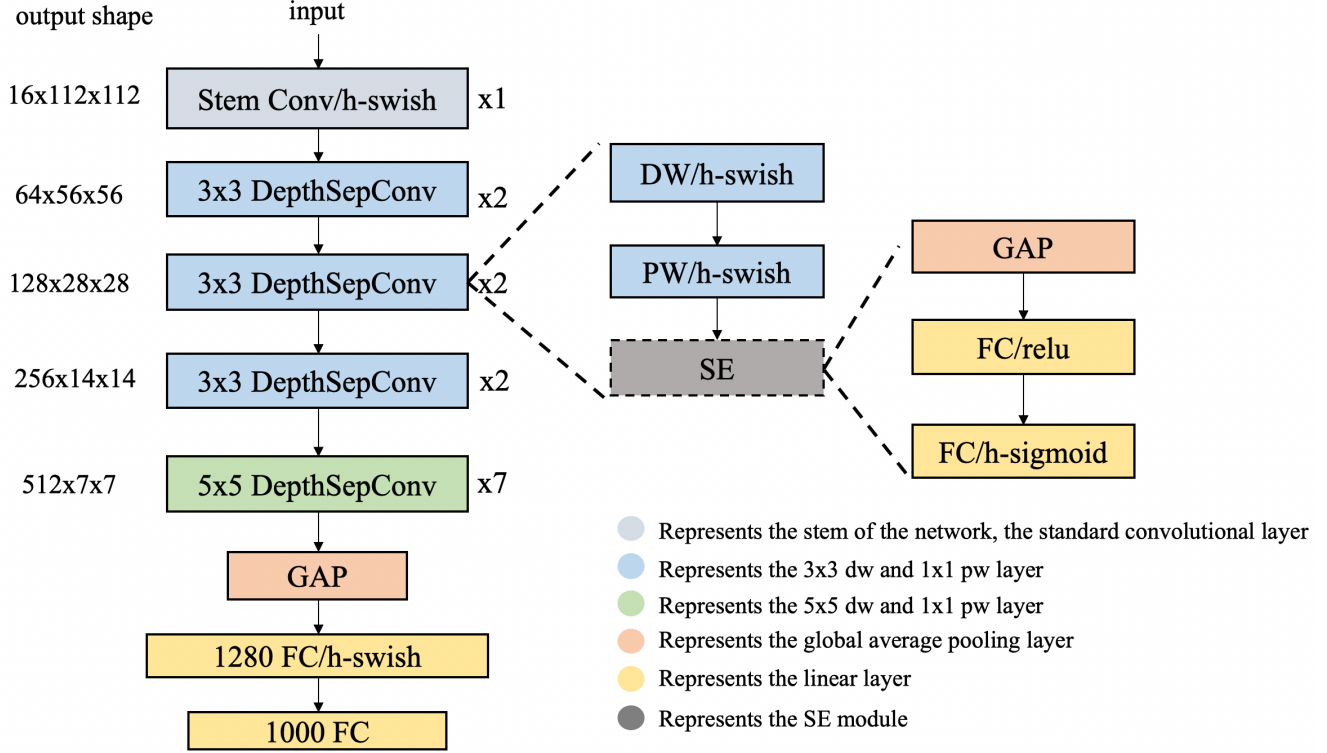 output shape
input
16x112x112
Stem Conv/h-swish
x1
64x56x56
3x3 DepthSepConv
x2
128x28x28
3x3 DepthSepConv
x2
256x14x14
3x3 DepthSepConv
x2
512x7x7
5x5 DepthSepConv
x7
GAP
1280 FC/h-swish
1000 FC
DW/h-swish
PW/h-swish
SE
GAP
FC/relu
FC/h-sigmoid
Represents the stem of the network, the standard convolutional layer
Represents the 3x3 dw and 1x1 pw layer
Represents the 5x5 dw and 1x1 pw layer
Represents the global average pooling layer
Represents the linear layer
Represents the SE module